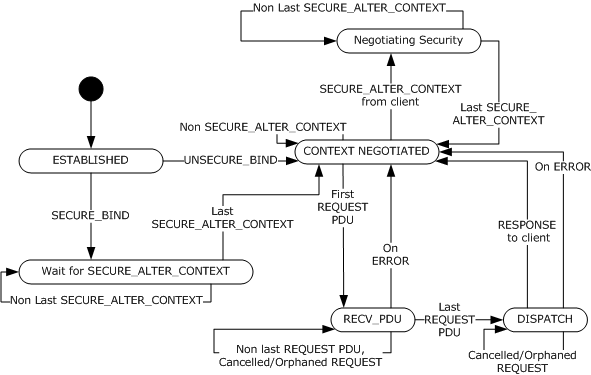 Non Last SECURE_ALTER_CONTEXT
Negotiating Security
SECURE_ALTER_CONTEXT
from client
Last SECURE_
ALTER_CONTEXT
Non SECURE_ALTER_CONTEXT
ESTABLISHED
UNSECURE_BIND
CONTEXT NEGOTIATED
On ERROR
First
REQUEST
PDU
SECURE_BIND
Last
SECURE_ALTER_CONTEXT
RESPONSE
to client
On
ERROR
Wait for SECURE_ALTER_CONTEXT
Non Last SECURE_ALTER_CONTEXT
RECV_PDU
Last
REQUEST
PDU
DISPATCH
Non last REQUEST PDU,
Cancelled/Orphaned REQUEST
Cancelled/Orphaned
REQUEST